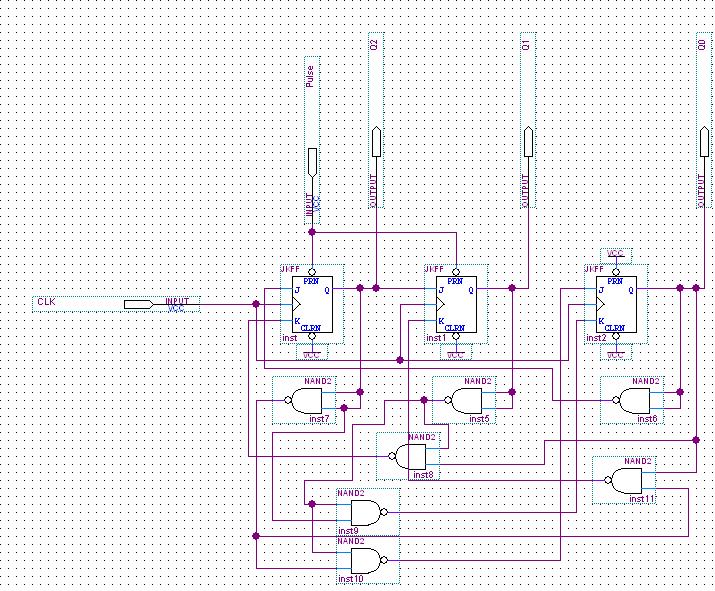 Q2
Q1
Q0
Pulse
OUTPUT
OUTPUT
OUTPUT
INPUT
VCC
VCC
JKFF
JKFF
JKFF
PRN
PRN
PRN
J
Q
J
Q
J
Q
CLK
INPUT
VCC
K
K
K
CLRN
CLRN
CLRN
inst
inst1
inst2
VCC
VCC
VCC
NAND2
NAND2
NAND2
inst7
inst5
inst6
NAND2
inst8
NAND2
inst11
NAND2
inst9
NAND2
inst10